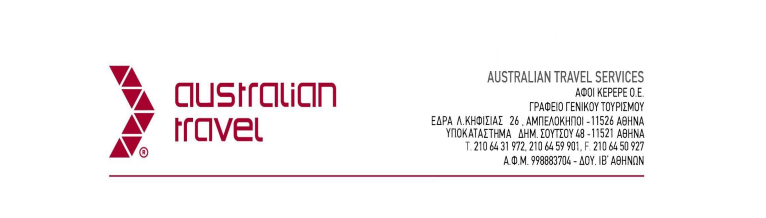 australian
travel
®
AUSTRALIAN TRAVEL SERVICES
ΑΦΟΙ ΚΕΡΕΡΕ Ο.Ε.
ΓΡΑΦΕΙΟ ΓΕΝΙΚΟΥ ΤΟΥΡΙΣΜΟΥ
ΕΔΡΑ Λ.ΚΗΦΙΣΙΑΣ 26 , ΑΜΠΕΛΟΚΗΠΟΙ - 11526 ΑΘΗΝΑ
ΥΠΟΚΑΤΑΣΤΗΜΑ ΔΗΜ. ΣΟΥΤΣΟΥ 48 - 11521 ΑΘΗΝΑ
T. 210 64 31 972, 210 64 59 901, F. 210 64 50 927
Α.Φ.Μ. 998883704 - ΔΟΥ. ΙΒ' ΑΘΗΝΩΝ